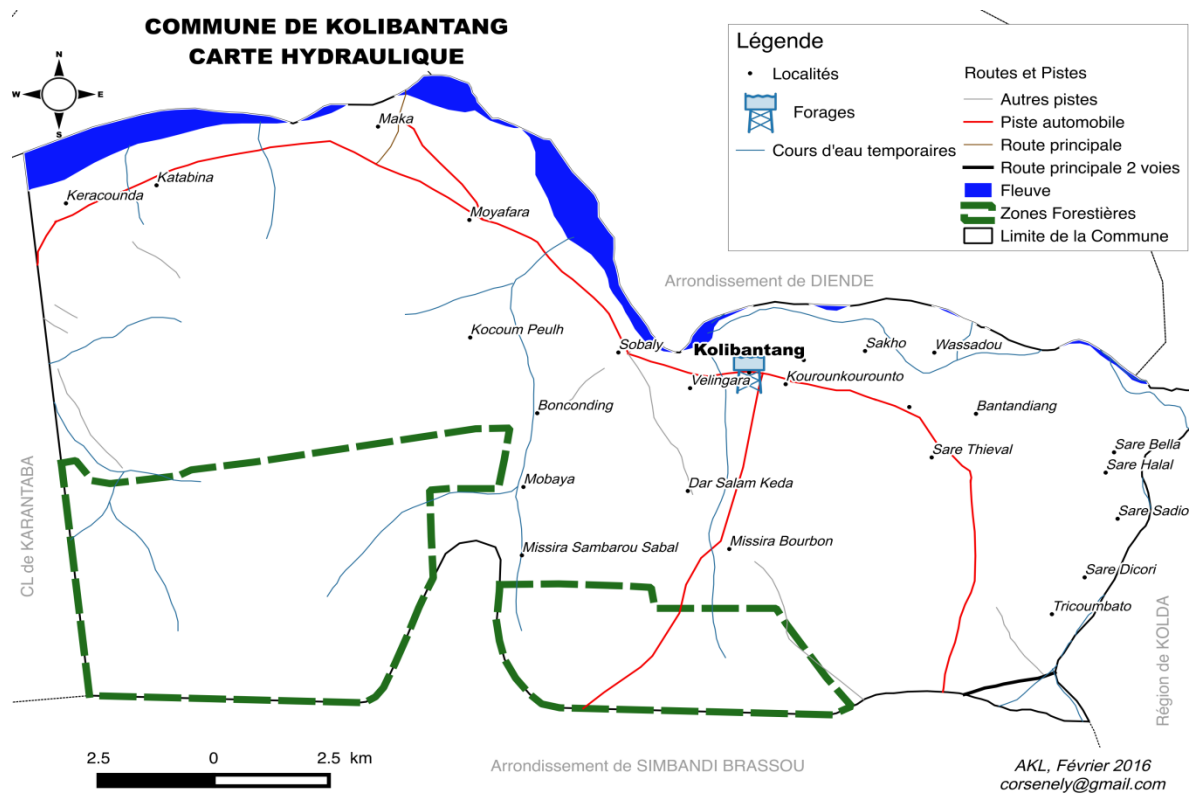 COMMUNE DE KOLIBANTANG
CARTE HYDRAULIQUE
N
W
E
S
Légende
Localités
Forages
Cours d'eau temporaires
Routes et Pistes
Autres pistes
Piste automobile
Route principale
Route principale 2 voies
Fleuve
Zones Forestières
Limite de la Commune
Maka
Katabina
Keracounda
Moyafara
Arrondissement de DIENDE
Kocoum Peulh
Sobaly
Kolibantang
Sakho
Wassadou
Velingara
Kourounkourounto
Bonconding
Bantandiang
Sare Thieval
Sare Bella
Sare Halal
Mobaya
Dar Salam Keda
Sare Sadio
Missira Sambarou Sabal
Missira Bourbon
Sare Dicori
Tricoumbato
CL de KARANTABA
Région de KOLDA
2.5 0 2.5 km
Arrondissement de SIMBANDI BRASSOU
AKL, Février 2016
corsenely@gmail.com